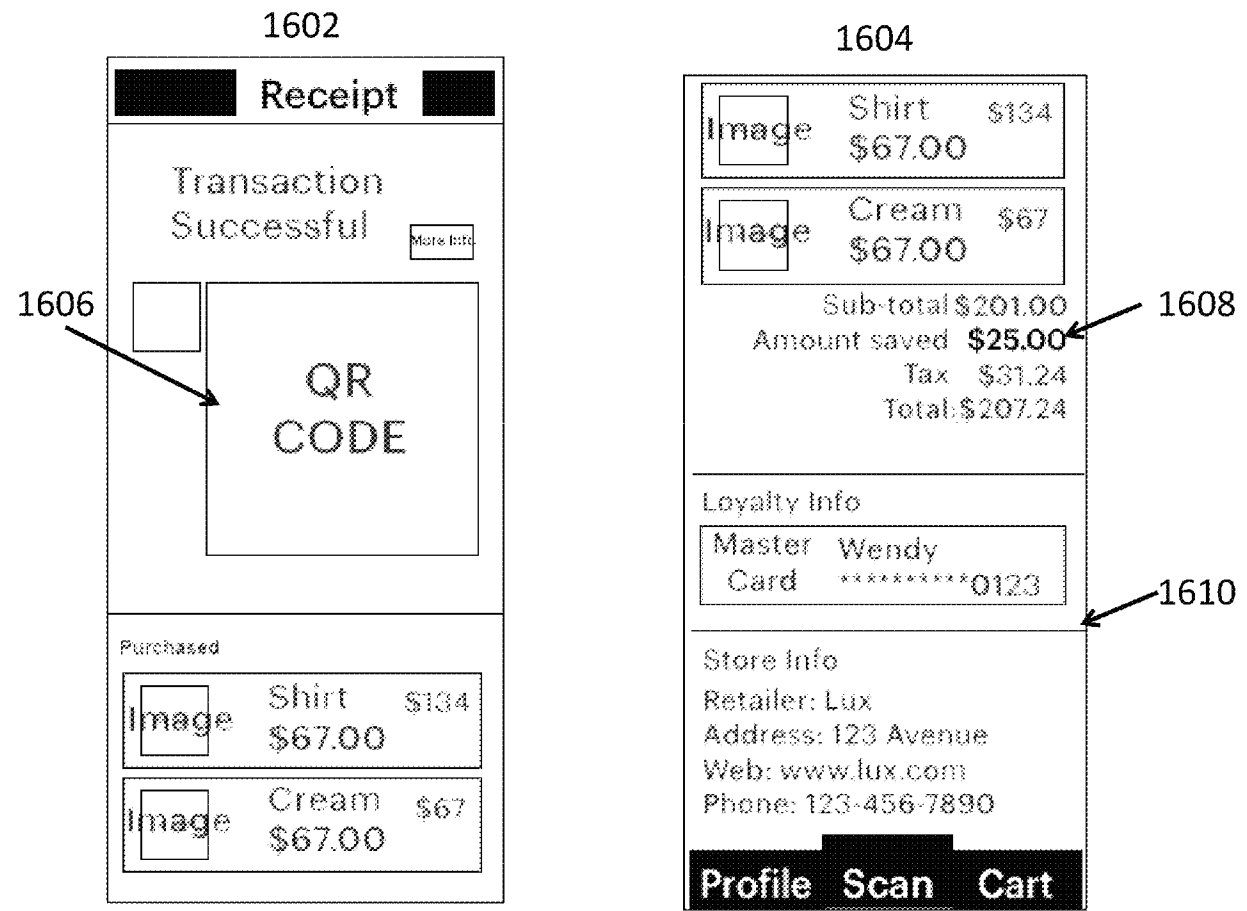 1602
Receipt
Transaction
Successful
More Info
1606
QR
CODE
Purchased
Image Shirt $134
$67.00
Image Cream $67
$67.00
1604
Image Shirt $134
$67.00
Image Cream $67
$67.00
Sub-total $201.00
1608
Amount saved $25.00
Tax $31.24
Total: $207.24
Loyalty Info
Master Wendy
Card **********0123
1610
Store Info
Retailer: Lux
Address: 123 Avenue
Web: www.lux.com
Phone: 123-456-7890
Profile Scan Cart